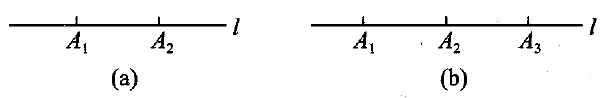 l
A₁ A₂
(a)
l
A₁ A₂ A₃
(b)